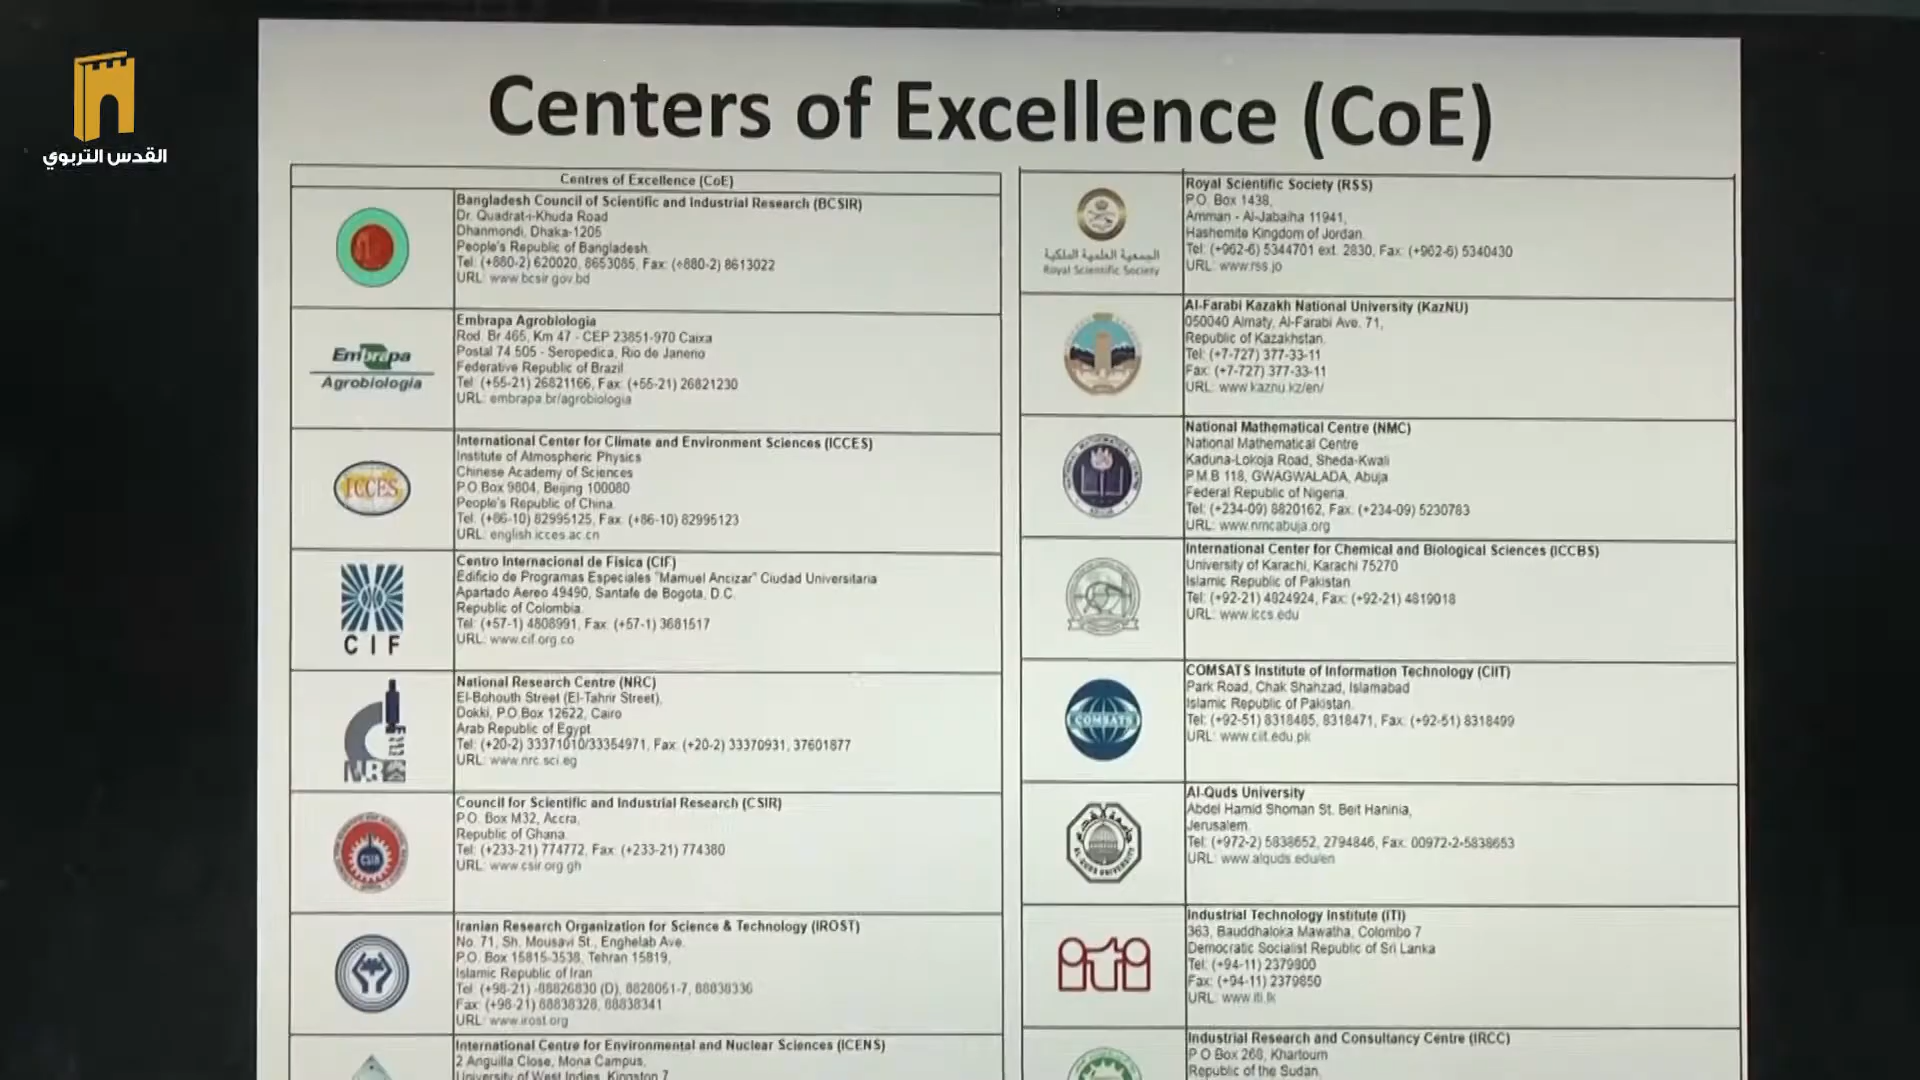 القدس التربوي
Centers of Excellence (CoE)
Centres of Excellence (CoE)
Bangladesh Council of Scientific and Industrial Research (BCSIR)
Dr. Quadrat-i-Khuda Road
Dhanmondi, Dhaka-1205
People's Republic of Bangladesh.
Tel: (+880-2) 620020, 8653085, Fax: (+880-2) 8613022
URL: www.bcsir.gov.bd
Embrapa
Agrobiologia
Embrapa Agrobiologia
Rod. Br 465, Km 47 - CEP 23851-970 Caixa
Postal 74 505 - Seropedica, Rio de Janerio
Federative Republic of Brazil
Tel: (+55-21) 26821166, Fax: (+55-21) 26821230
URL: embrapa.br/agrobiologia
ICCES
International Center for Climate and Environment Sciences (ICCES)
Institute of Atmospheric Physics
Chinese Academy of Sciences
P.O.Box 9804, Beijing 100080
People's Republic of China.
Tel: (+86-10) 82995125, Fax: (+86-10) 82995123
URL: english.icces.ac.cn
CIF
Centro Internacional de Fisica (CIF)
Edificio de Programas Especiales "Mamuel Ancizar" Ciudad Universitaria
Apartado Aereo 49490, Santafe de Bogota, D.C.
Republic of Colombia.
Tel: (+57-1) 4808991, Fax: (+57-1) 3681517
URL: www.cif.org.co
National Research Centre (NRC)
El-Bohouth Street (El-Tahrir Street),
Dokki, P.O.Box 12622, Cairo
Arab Republic of Egypt
Tel: (+20-2) 33371010/33354971, Fax: (+20-2) 33370931, 37601877
URL: www.nrc.sci.eg
CSIR
Council for Scientific and Industrial Research (CSIR)
P.O. Box M32, Accra,
Republic of Ghana.
Tel: (+233-21) 774772, Fax: (+233-21) 774380
URL: www.csir.org.gh
Iranian Research Organization for Science & Technology (IROST)
No. 71, Sh. Mousavi St., Enghelab Ave.
P.O. Box 15815-3538, Tehran 15819,
Islamic Republic of Iran
Tel: (+98-21) -88826830 (D), 8828051-7, 88838336
Fax: (+98-21) 88838328, 88838341
URL: www.irost.org
International Centre for Environmental and Nuclear Sciences (ICENS)
2 Anguilla Close, Mona Campus,
University of West Indies, Kingston 7
الجمعية العلمية الملكية
Royal Scientific Society
Royal Scientific Society (RSS)
P.O. Box 1438,
Amman - Al-Jabaiha 11941,
Hashemite Kingdom of Jordan.
Tel: (+962-6) 5344701 ext. 2830, Fax: (+962-6) 5340430
URL: www.rss.jo
Al-Farabi Kazakh National University (KazNU)
050040 Almaty, Al-Farabi Ave. 71,
Republic of Kazakhstan.
Tel: (+7-727) 377-33-11
Fax: (+7-727) 377-33-11
URL: www.kaznu.kz/en/
National Mathematical Centre (NMC)
National Mathematical Centre
Kaduna-Lokoja Road, Sheda-Kwali
P.M.B 118, GWAGWALADA, Abuja
Federal Republic of Nigeria.
Tel: (+234-09) 8820162, Fax: (+234-09) 5230783
URL: www.nmcabuja.org
International Center for Chemical and Biological Sciences (ICCBS)
University of Karachi, Karachi 75270
Islamic Republic of Pakistan
Tel: (+92-21) 4824924, Fax: (+92-21) 4819018
URL: www.iccs.edu
COMSATS
COMSATS Institute of Information Technology (CIIT)
Park Road, Chak Shahzad, Islamabad
Islamic Republic of Pakistan.
Tel: (+92-51) 8318485, 8318471, Fax: (+92-51) 8318499
URL: www.ciit.edu.pk
جامعة القدس
AL-QUDS UNIVERSITY
Al-Quds University
Abdel Hamid Shoman St. Beit Haninia,
Jerusalem.
Tel: (+972-2) 5838652, 2794846, Fax: 00972-2-5838653
URL: www.alquds.edu/en
iti
Industrial Technology Institute (ITI)
363, Bauddhaloka Mawatha, Colombo 7
Democratic Socialist Republic of Sri Lanka
Tel: (+94-11) 2379800
Fax: (+94-11) 2379850
URL: www.iti.lk
Industrial Research and Consultancy Centre (IRCC)
P O Box 268, Khartoum
Republic of the Sudan.